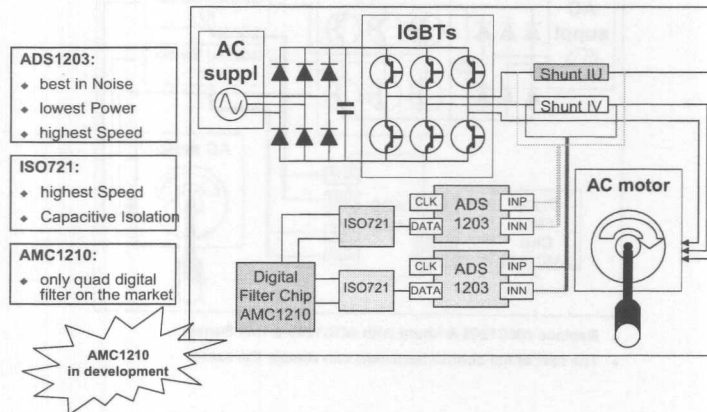 ADS1203:
♦ best in Noise
♦ lowest Power
♦ highest Speed
ISO721:
♦ highest Speed
♦ Capacitive Isolation
AMC1210:
♦ only quad digital
filter on the market
AMC1210
in development
AC
suppl
IGBTs
Shunt IU
Shunt IV
AC motor
ISO721
CLK
DATA
ADS
1203
INP
INN
ISO721
CLK
DATA
ADS
1203
INP
INN
Digital
Filter Chip
AMC1210